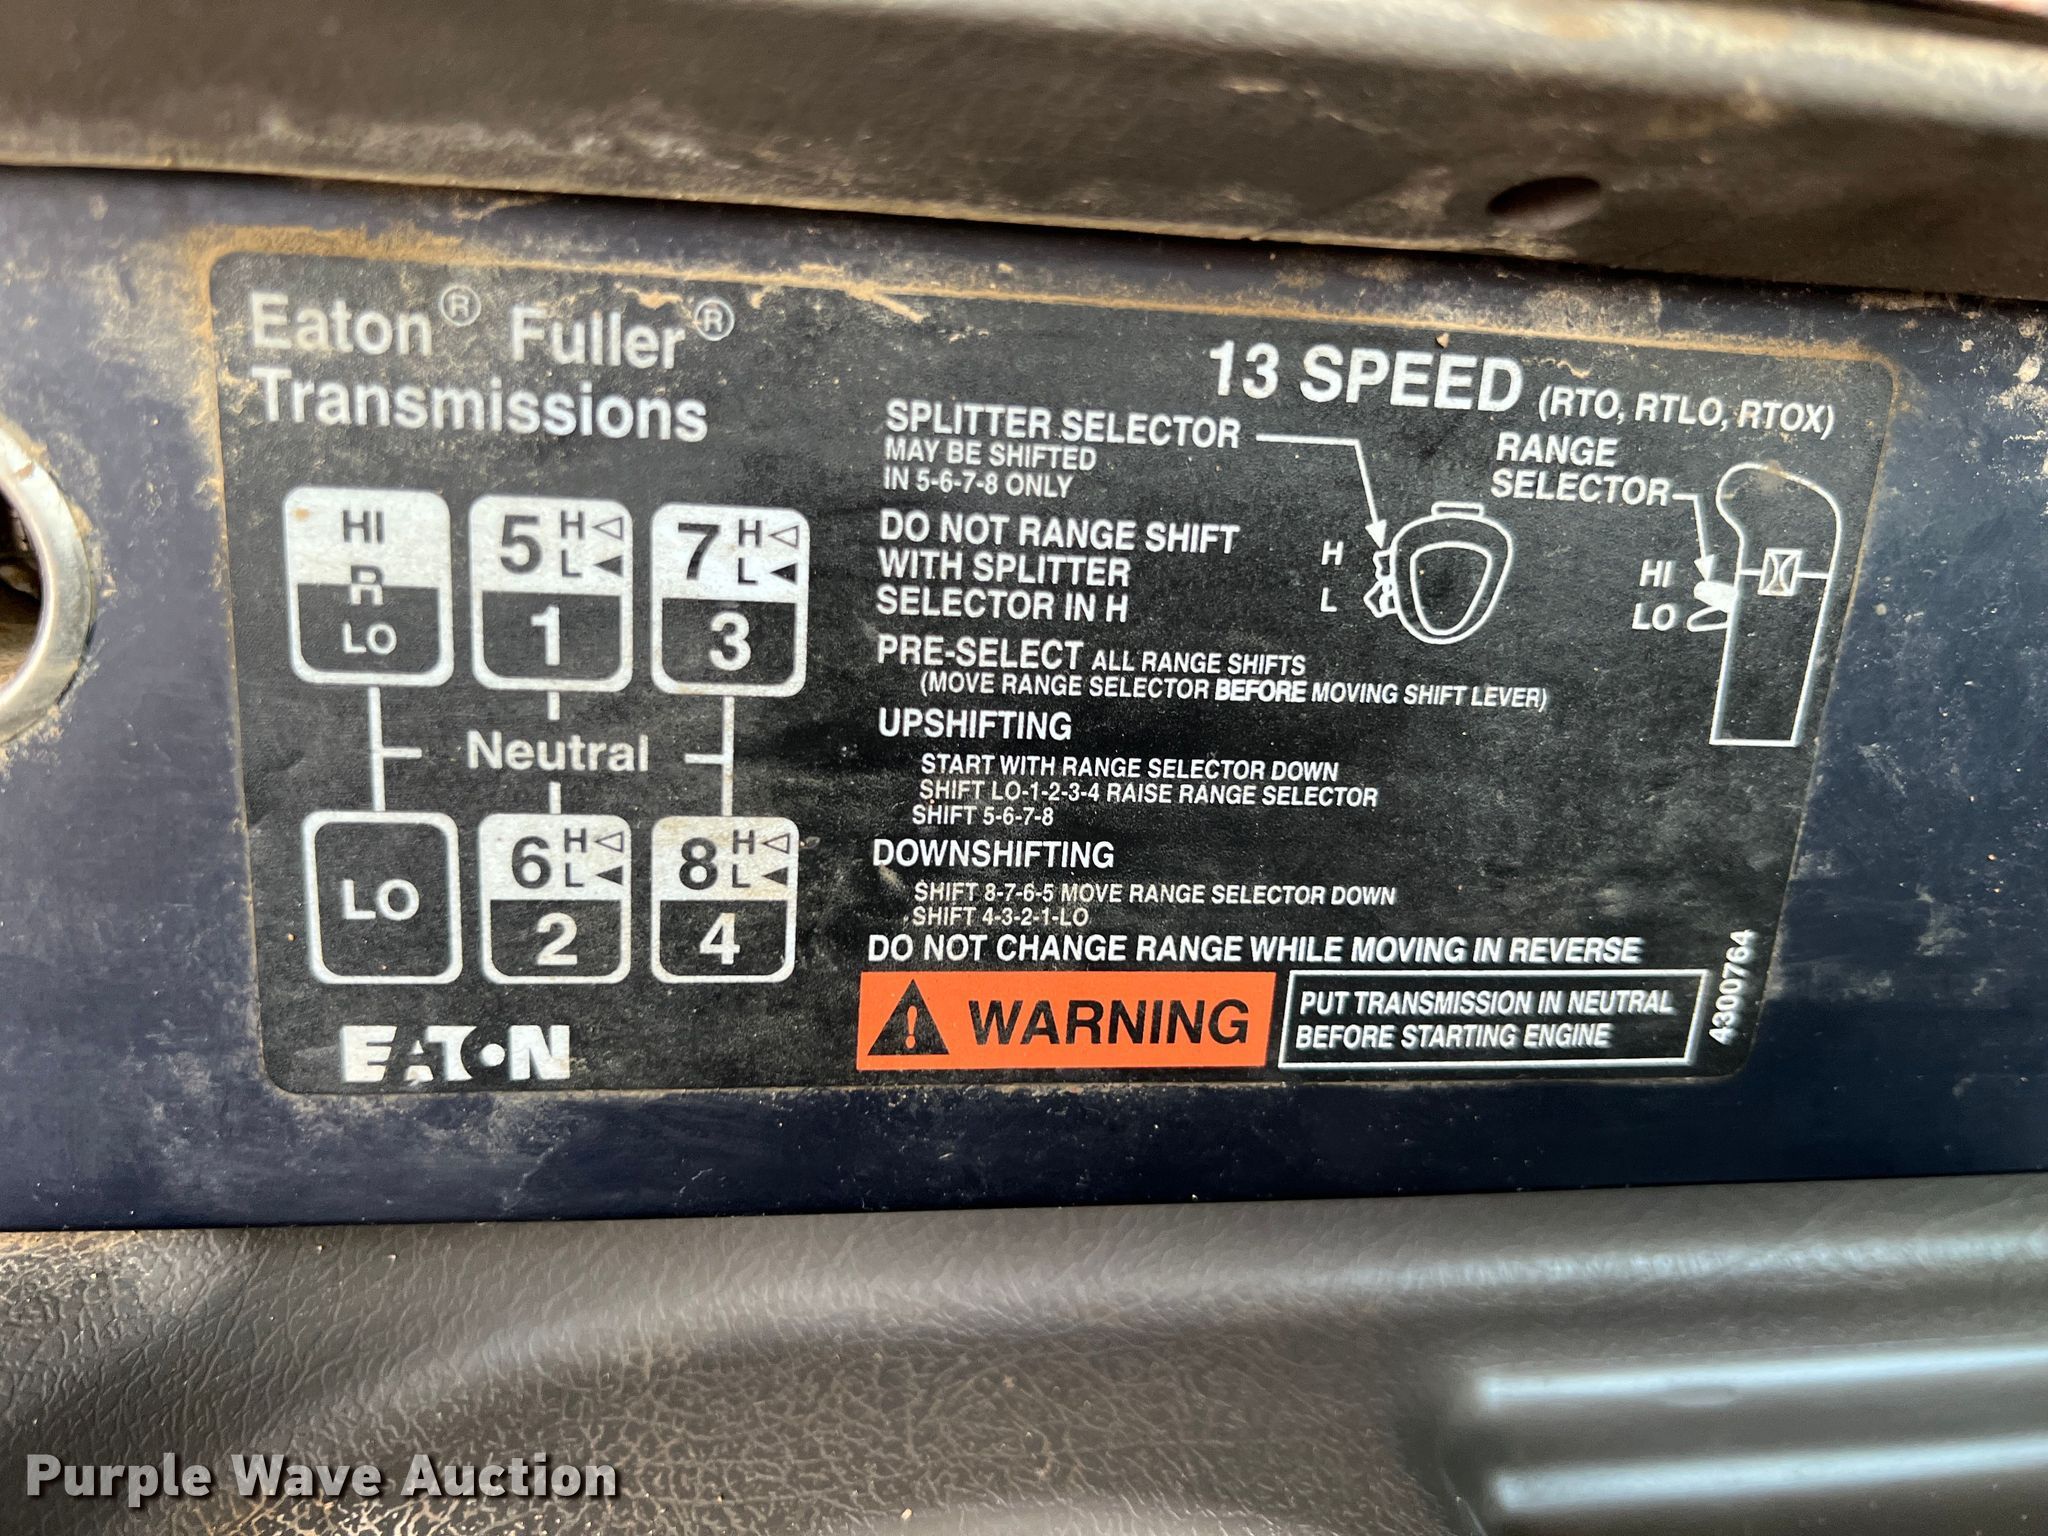 Eaton® Fuller®
Transmissions
13 SPEED (RTO, RTLO, RTOX)
HI
R
LO
5 H L
1
7 H L
3
Neutral
LO
6 H L
2
8 H L
4
EATON
SPLITTER SELECTOR
MAY BE SHIFTED
IN 5-6-7-8 ONLY
H
L
RANGE
SELECTOR
HI
LO
DO NOT RANGE SHIFT
WITH SPLITTER
SELECTOR IN H
PRE-SELECT ALL RANGE SHIFTS
(MOVE RANGE SELECTOR BEFORE MOVING SHIFT LEVER)
UPSHIFTING
START WITH RANGE SELECTOR DOWN
SHIFT LO-1-2-3-4 RAISE RANGE SELECTOR
SHIFT 5-6-7-8
DOWNSHIFTING
SHIFT 8-7-6-5 MOVE RANGE SELECTOR DOWN
SHIFT 4-3-2-1-LO
DO NOT CHANGE RANGE WHILE MOVING IN REVERSE
WARNING
PUT TRANSMISSION IN NEUTRAL
BEFORE STARTING ENGINE
4300764
Purple Wave Auction